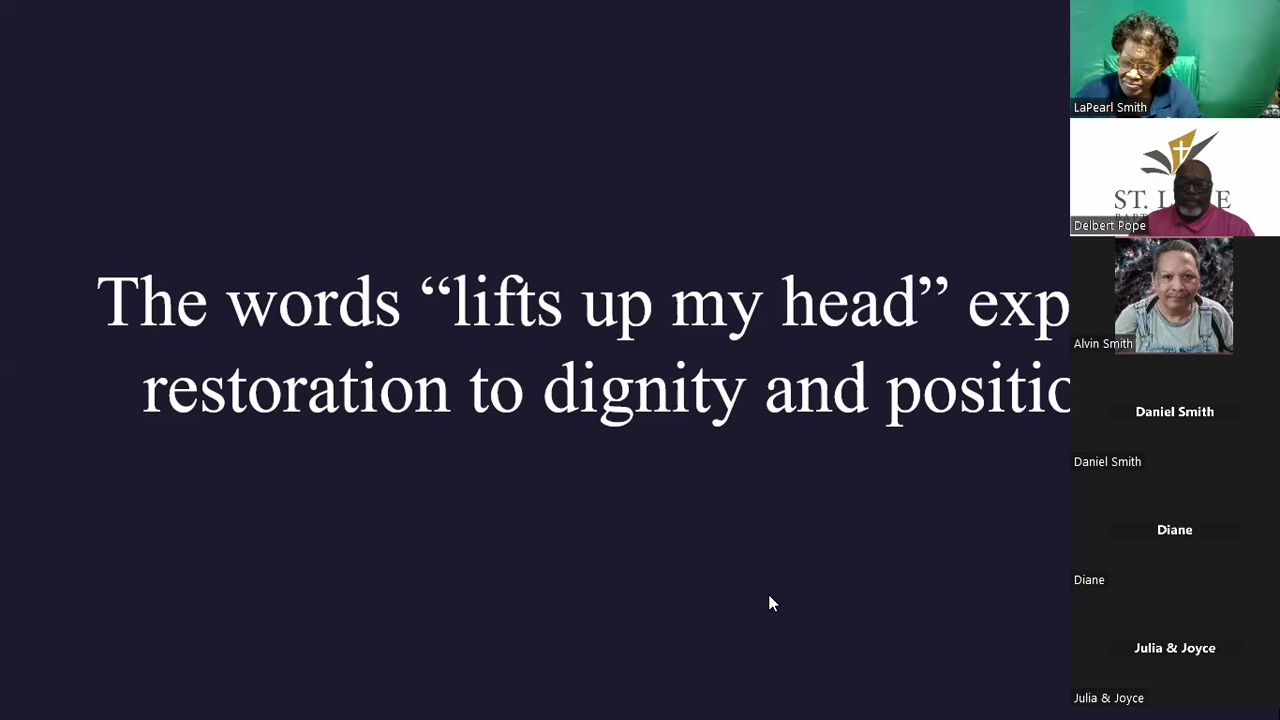 The words “lifts up my head” exp
restoration to dignity and positio
LaPearl Smith
ST. L
E
Delbert Pope
Alvin Smith
Daniel Smith
Daniel Smith
Diane
Diane
Julia & Joyce
Julia & Joyce